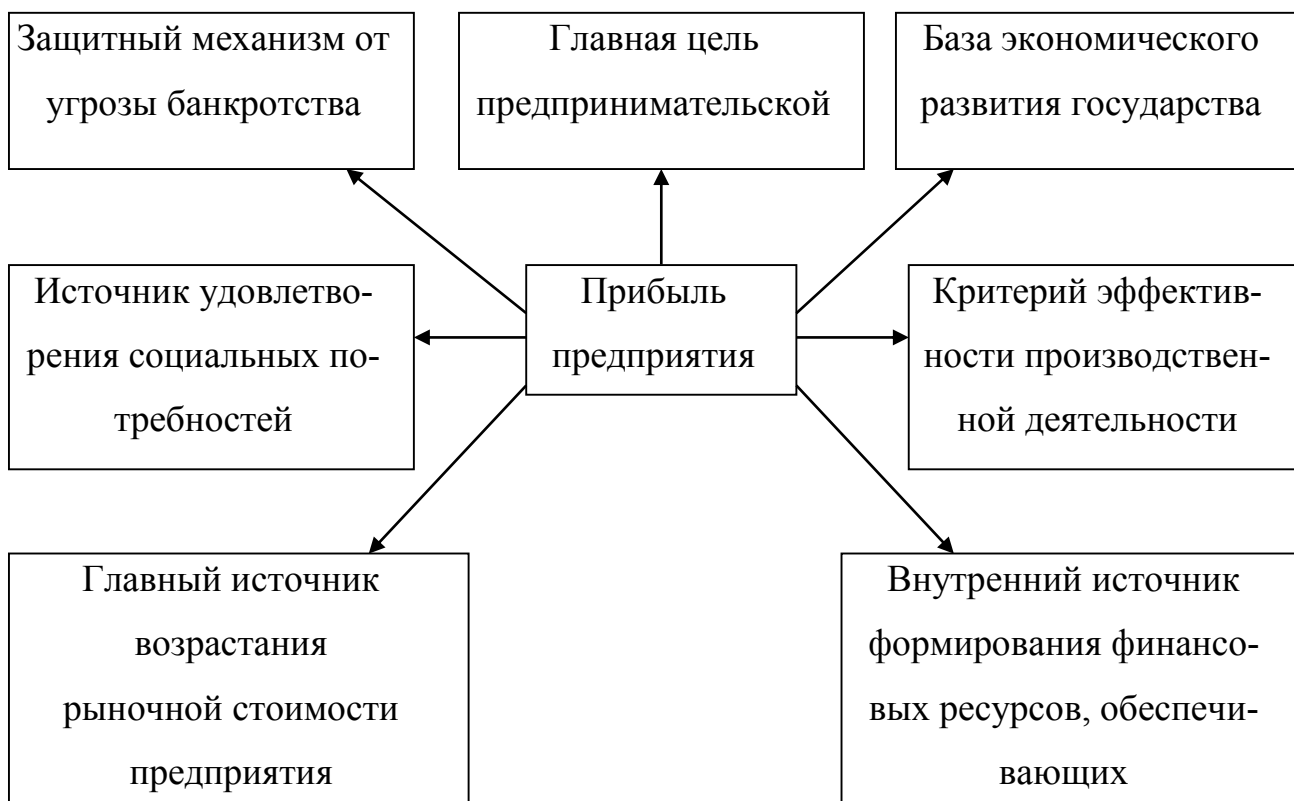 Защитный механизм от
угрозы банкротства
Главная цель
предпринимательской
База экономического
развития государства
Источник удовлетво-
рения социальных по-
требностей
Прибыль
предприятия
Критерий эффектив-
ности производствен-
ной деятельности
Главный источник
возрастания
рыночной стоимости
предприятия
Внутренний источник
формирования финансо-
вых ресурсов, обеспечи-
вающих